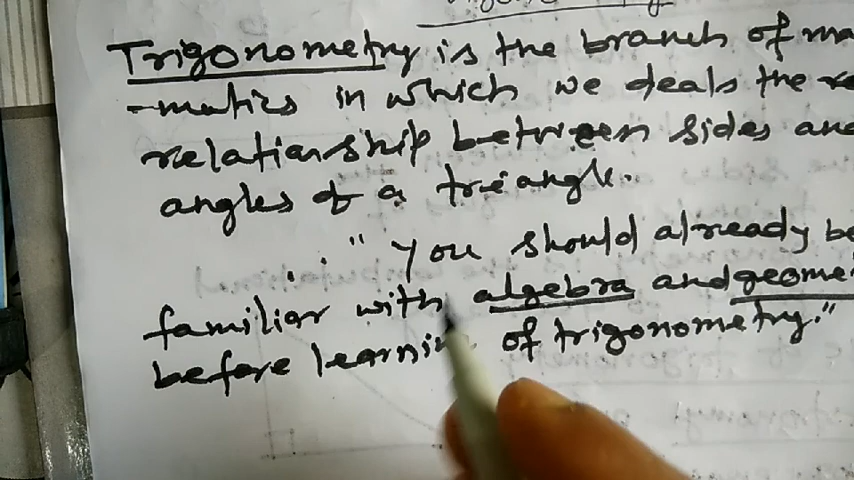 Trigonometry is the branch of ma
-matics in which we deals the re
relationship between sides and
angles of a triangle.
" You should already be
familiar with algebra and geome
before learnin of trigonometry."